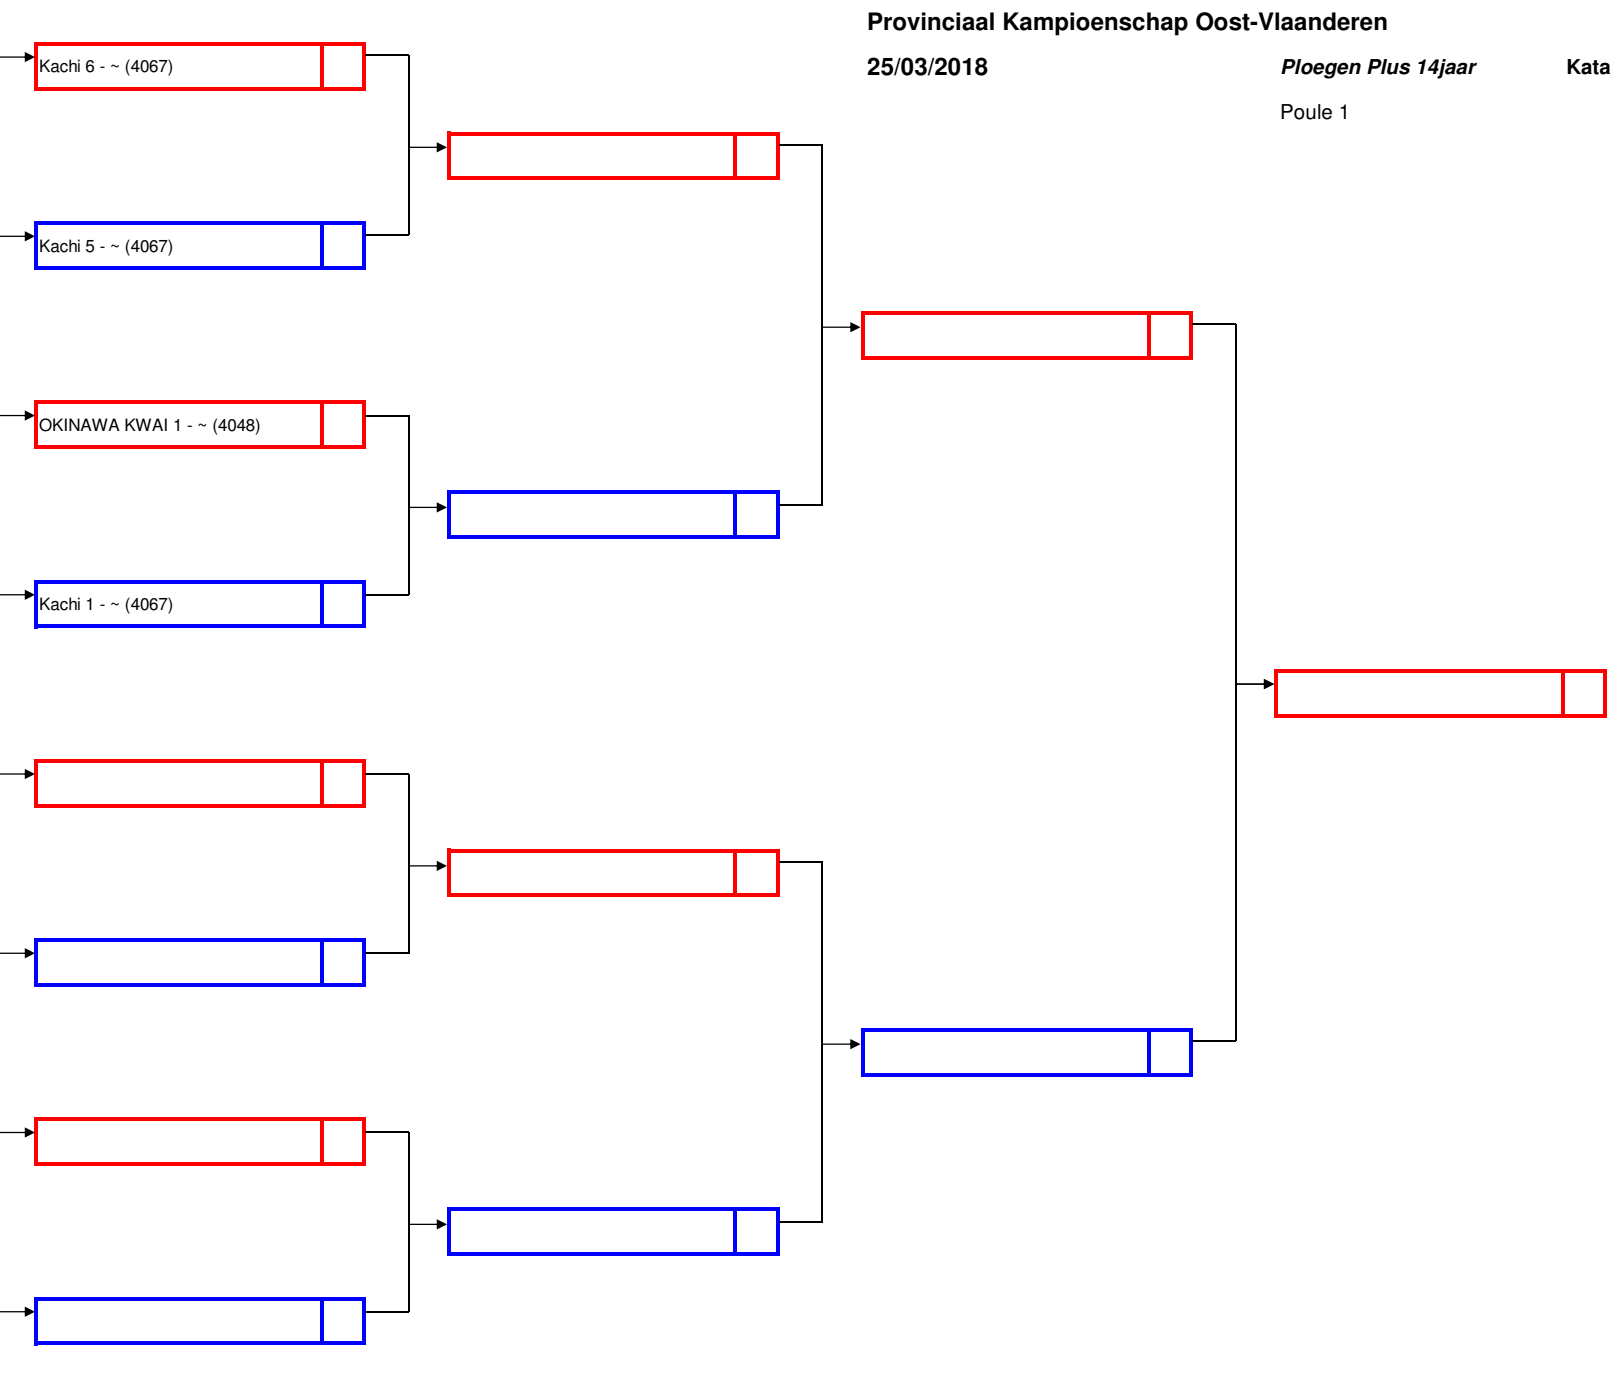 Provinciaal Kampioenschap Oost-Vlaanderen
25/03/2018 Ploegen Plus 14jaar Kata
Poule 1
Kachi 6 - ~ (4067)
Kachi 5 - ~ (4067)
OKINAWA KWAI 1 - ~ (4048)
Kachi 1 - ~ (4067)